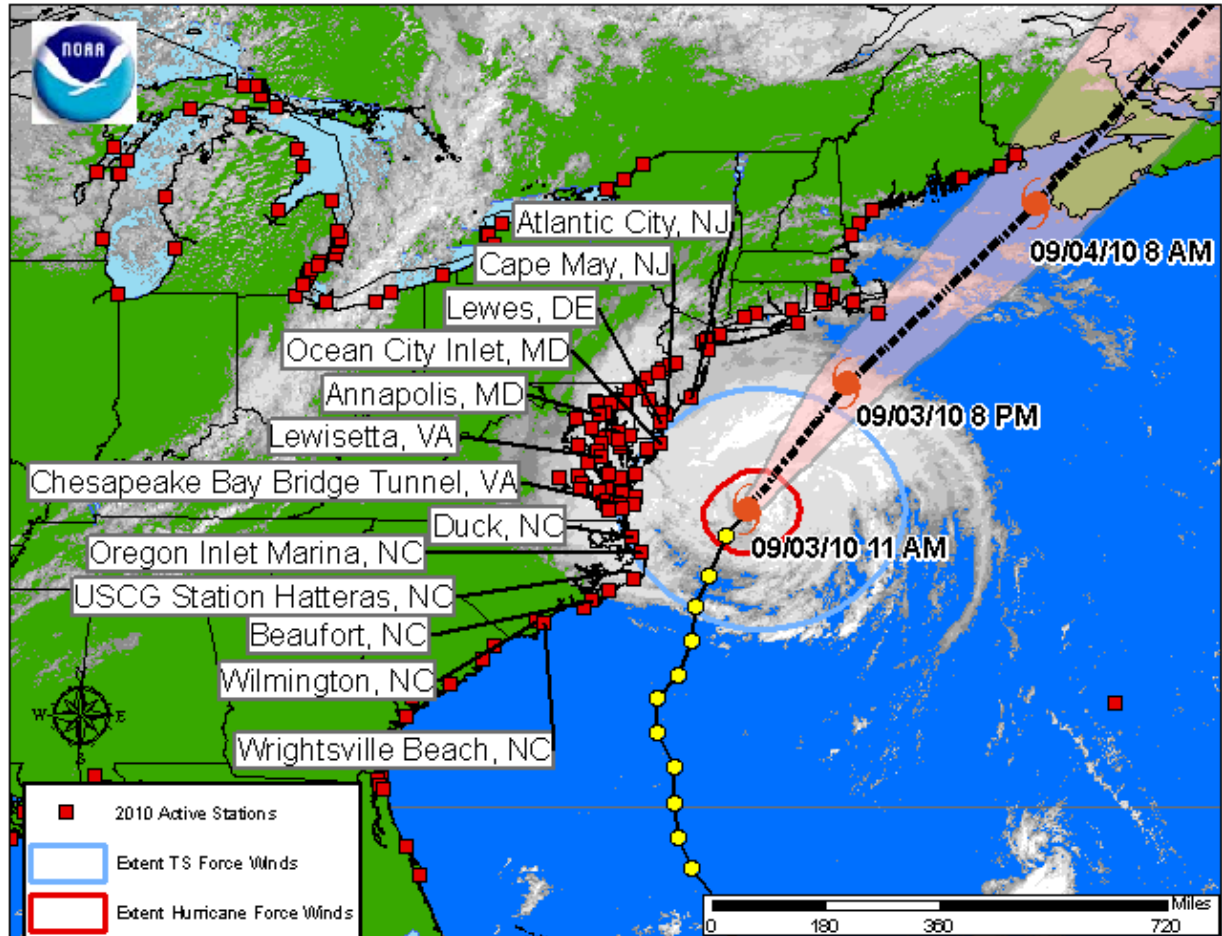 NOAA
Atlantic City, NJ
Cape May, NJ
Lewes, DE
Ocean City Inlet, MD
Annapolis, MD
Lewisetta, VA
Chesapeake Bay Bridge Tunnel, VA
Duck, NC
Oregon Inlet Marina, NC
USCG Station Hatteras, NC
Beaufort, NC
Wilmington, NC
Wrightsville Beach, NC
09/04/10 8 AM
09/03/10 8 PM
09/03/10 11 AM
N
W E
S
2010 Active Stations
Extent TS Force Winds
Extent Hurricane Force Winds
Miles
0 180 360 720